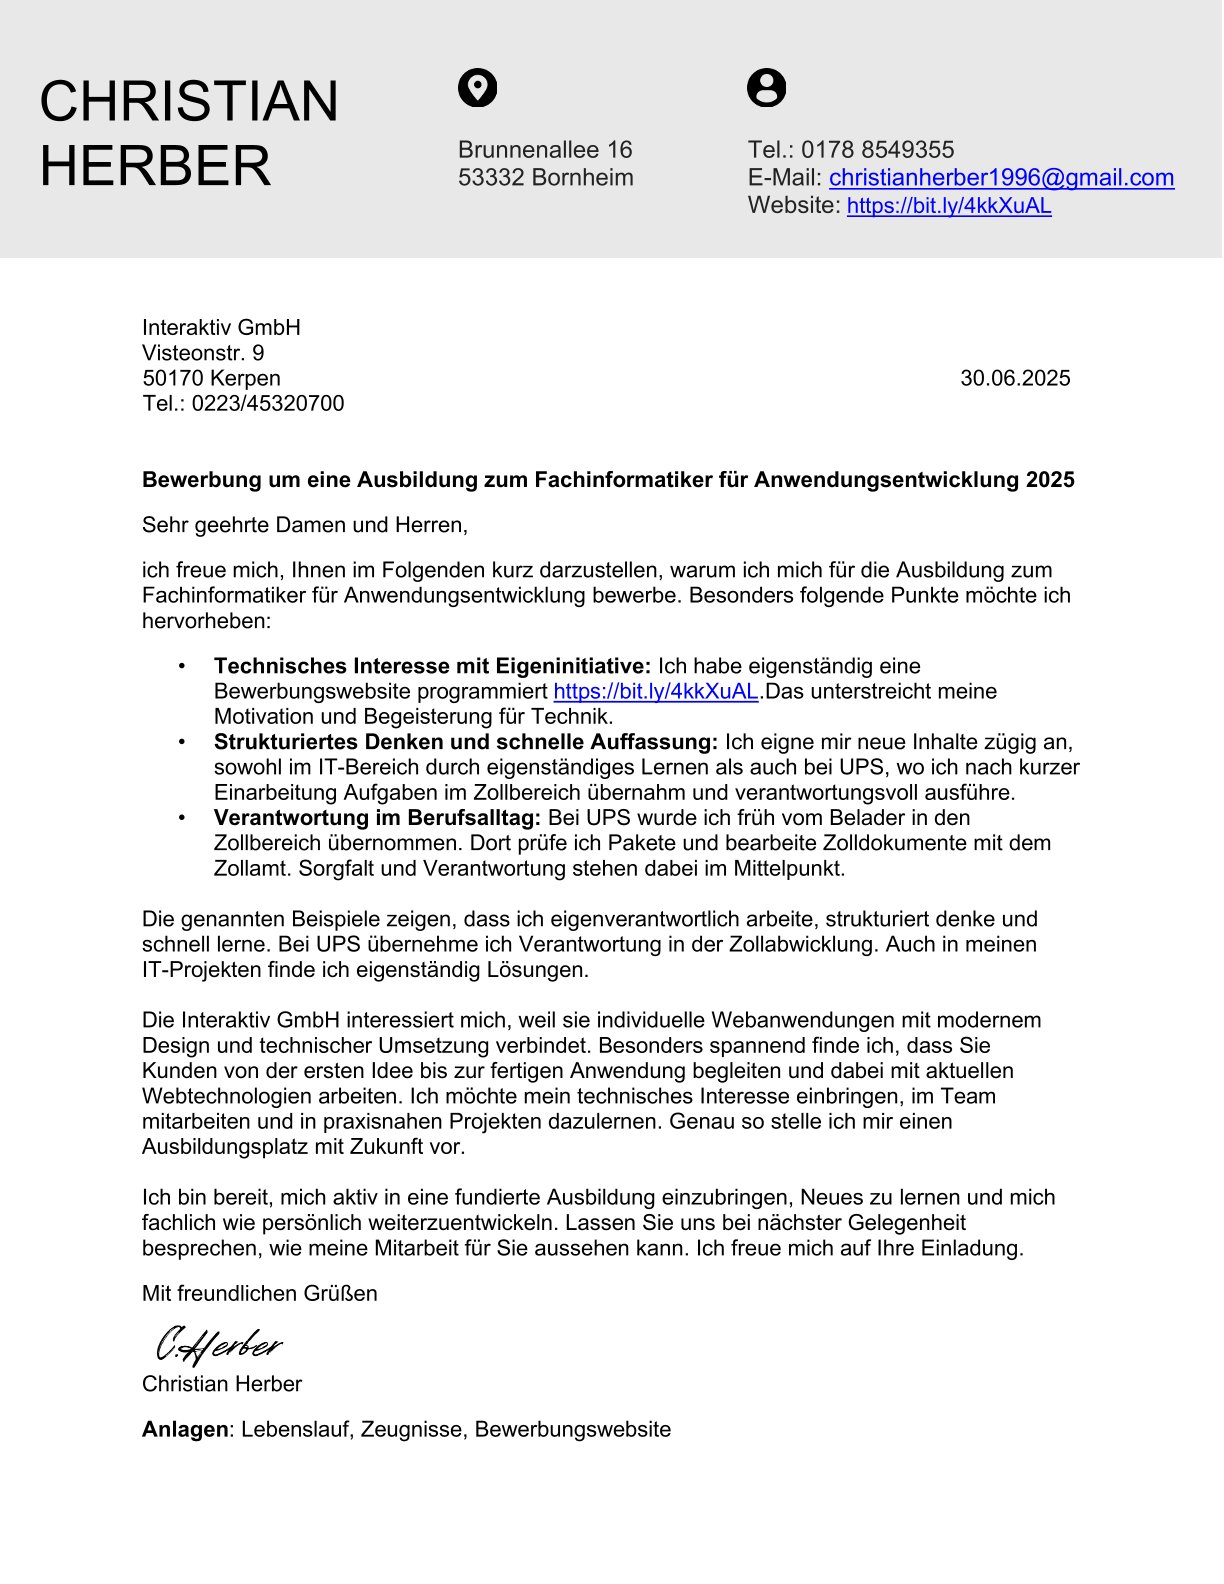 CHRISTIAN
HERBER
Brunnenallee 16
53332 Bornheim
Tel.: 0178 8549355
E-Mail: christianherber1996@gmail.com
Website: https://bit.ly/4kkXuAL
Interaktiv GmbH
Visteonstr. 9
50170 Kerpen
30.06.2025
Tel.: 0223/45320700
Bewerbung um eine Ausbildung zum Fachinformatiker für Anwendungsentwicklung 2025
Sehr geehrte Damen und Herren,
ich freue mich, Ihnen im Folgenden kurz darzustellen, warum ich mich für die Ausbildung zum
Fachinformatiker für Anwendungsentwicklung bewerbe. Besonders folgende Punkte möchte ich
hervorheben:
• Technisches Interesse mit Eigeninitiative: Ich habe eigenständig eine
Bewerbungswebsite programmiert https://bit.ly/4kkXuAL.Das unterstreicht meine
Motivation und Begeisterung für Technik.
• Strukturiertes Denken und schnelle Auffassung: Ich eigne mir neue Inhalte zügig an,
sowohl im IT-Bereich durch eigenständiges Lernen als auch bei UPS, wo ich nach kurzer
Einarbeitung Aufgaben im Zollbereich übernahm und verantwortungsvoll ausführe.
• Verantwortung im Berufsalltag: Bei UPS wurde ich früh vom Belader in den
Zollbereich übernommen. Dort prüfe ich Pakete und bearbeite Zolldokumente mit dem
Zollamt. Sorgfalt und Verantwortung stehen dabei im Mittelpunkt.
Die genannten Beispiele zeigen, dass ich eigenverantwortlich arbeite, strukturiert denke und
schnell lerne. Bei UPS übernehme ich Verantwortung in der Zollabwicklung. Auch in meinen
IT-Projekten finde ich eigenständig Lösungen.
Die Interaktiv GmbH interessiert mich, weil sie individuelle Webanwendungen mit modernem
Design und technischer Umsetzung verbindet. Besonders spannend finde ich, dass Sie
Kunden von der ersten Idee bis zur fertigen Anwendung begleiten und dabei mit aktuellen
Webtechnologien arbeiten. Ich möchte mein technisches Interesse einbringen, im Team
mitarbeiten und in praxisnahen Projekten dazulernen. Genau so stelle ich mir einen
Ausbildungsplatz mit Zukunft vor.
Ich bin bereit, mich aktiv in eine fundierte Ausbildung einzubringen, Neues zu lernen und mich
fachlich wie persönlich weiterzuentwickeln. Lassen Sie uns bei nächster Gelegenheit
besprechen, wie meine Mitarbeit für Sie aussehen kann. Ich freue mich auf Ihre Einladung.
Mit freundlichen Grüßen
C.Herber
Christian Herber
Anlagen: Lebenslauf, Zeugnisse, Bewerbungswebsite